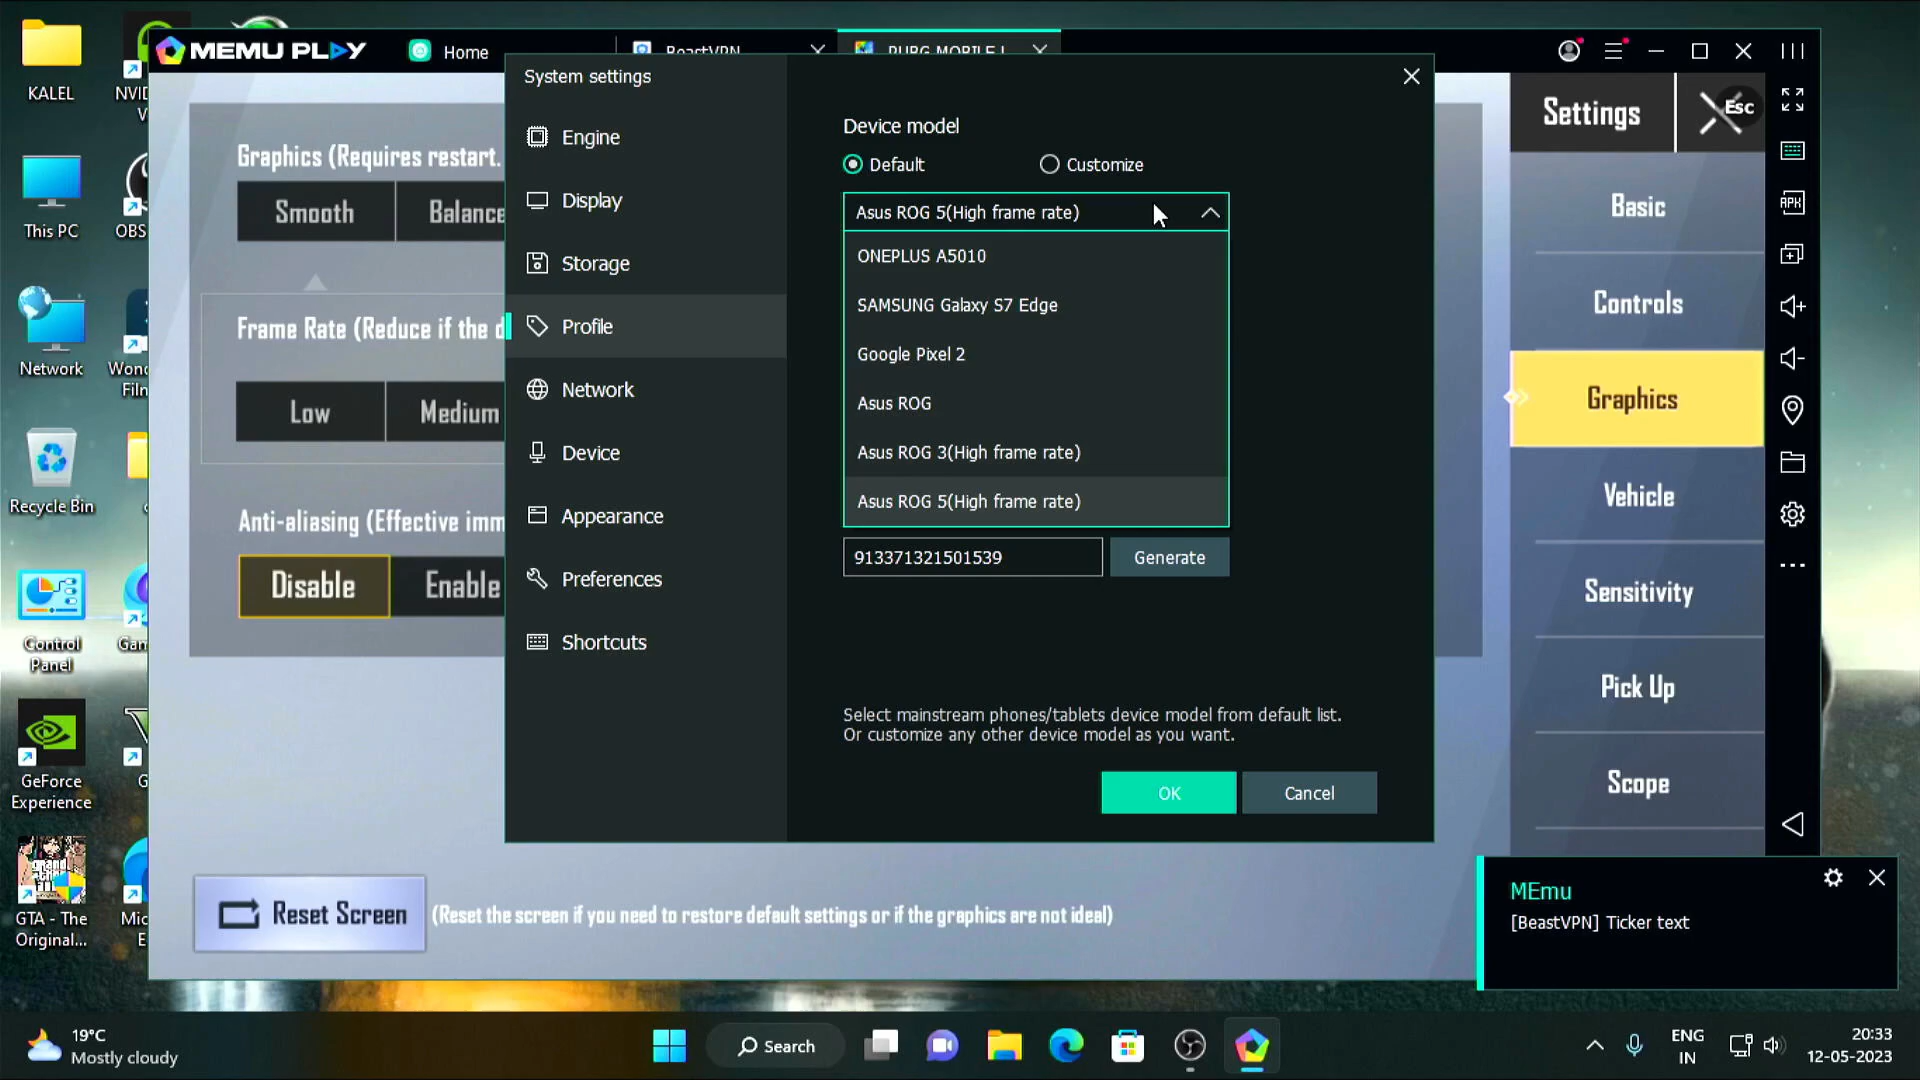 KALEL
NVID
V
This PC
OBS
Network
Wond
Film
Recycle Bin
Control
Panel
Gam
GeForce
Experience
G
GTA - The
Original...
Mic
E
MEMU PLAY
Home
BeastVPN
PUBG MOBILE
System settings
Engine
Display
Storage
Profile
Network
Device
Appearance
Preferences
Shortcuts
Device model
Default
Customize
Asus ROG 5(High frame rate)
ONEPLUS A5010
SAMSUNG Galaxy S7 Edge
Google Pixel 2
Asus ROG
Asus ROG 3(High frame rate)
Asus ROG 5(High frame rate)
913371321501539
Generate
Select mainstream phones/tablets device model from default list.
Or customize any other device model as you want.
OK
Cancel
Graphics (Requires restart.
Smooth
Balance
Frame Rate (Reduce if the d
Low
Medium
Anti-aliasing (Effective imm
Disable
Enable
Reset Screen
(Reset the screen if you need to restore default settings or if the graphics are not ideal)
Settings
Esc
Basic
Controls
Graphics
Vehicle
Sensitivity
Pick Up
Scope
APK
MEmu
[BeastVPN] Ticker text
19°C
Mostly cloudy
Search
ENG
IN
20:33
12-05-2023